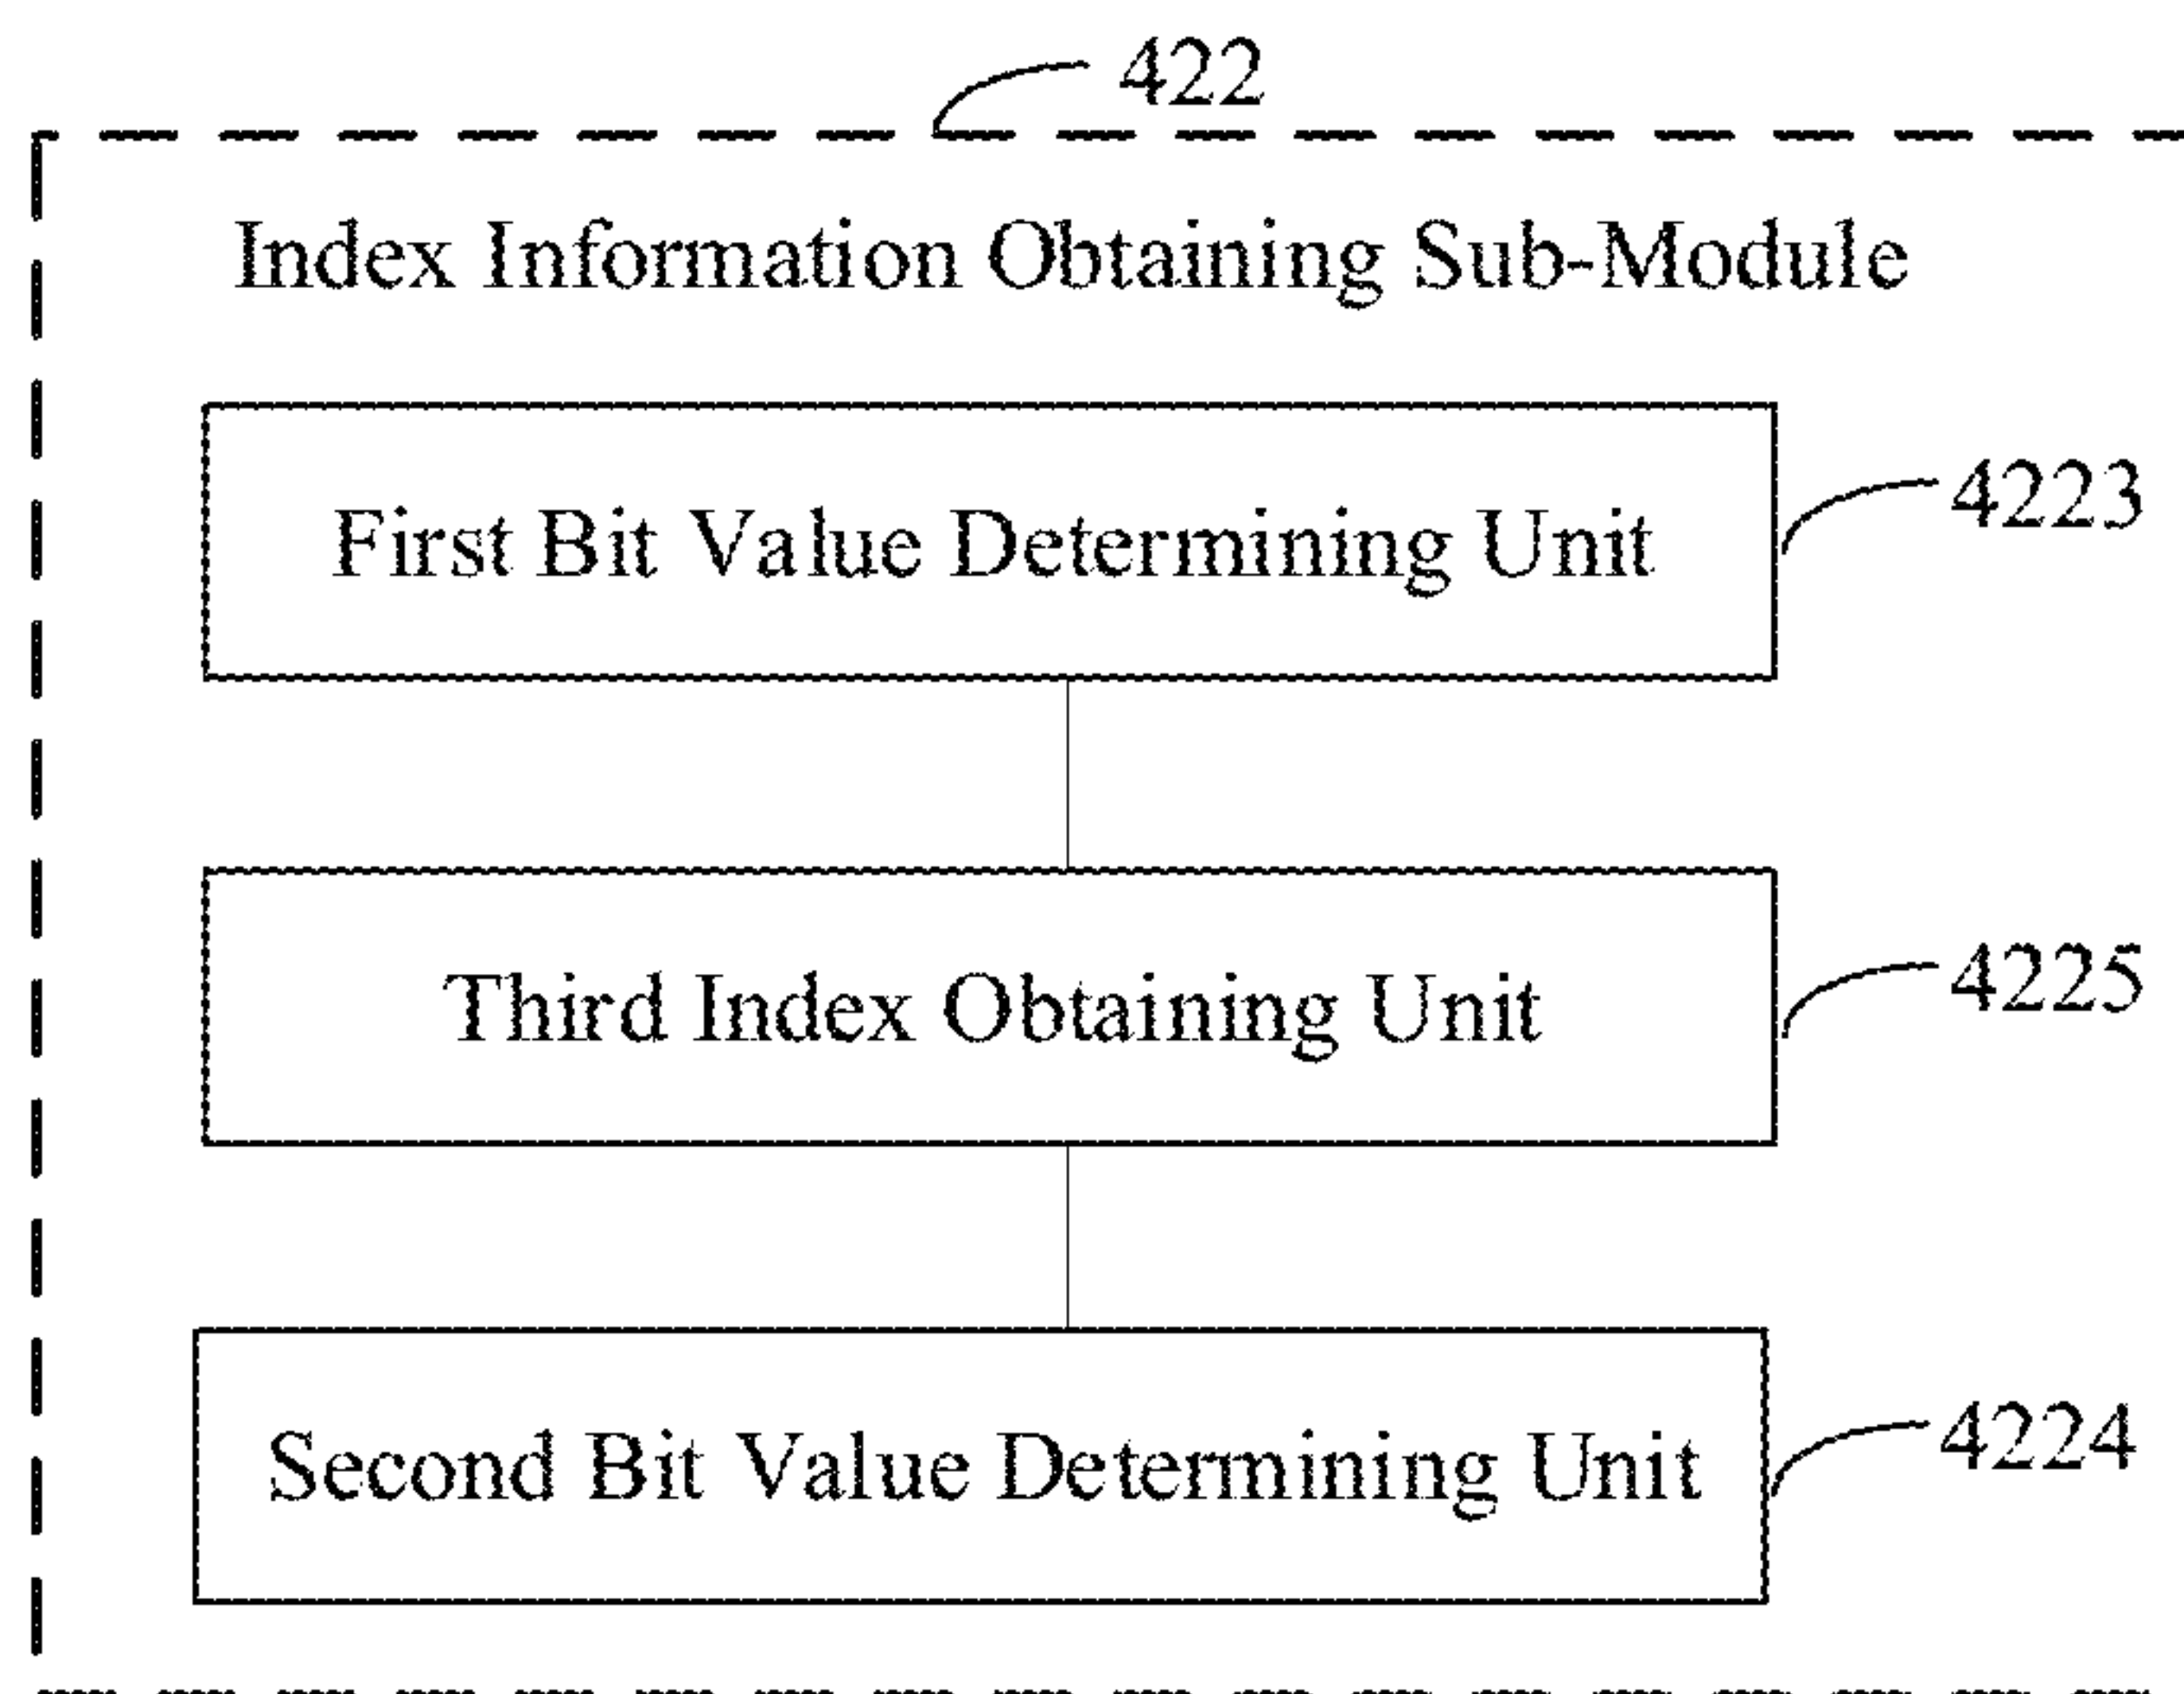 422
Index Information Obtaining Sub-Module
First Bit Value Determining Unit
4223
Third Index Obtaining Unit
4225
Second Bit Value Determining Unit
4224